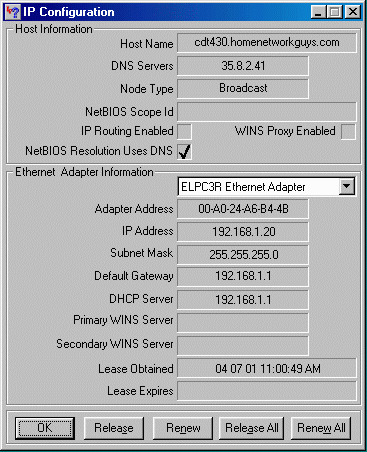 IP Configuration
Host Information
Host Name cdt430.homenetworkguys.com
DNS Servers 35.8.2.41
Node Type Broadcast
NetBIOS Scope Id
IP Routing Enabled WINS Proxy Enabled
NetBIOS Resolution Uses DNS
Ethernet Adapter Information
ELPC3R Ethernet Adapter
Adapter Address 00-A0-24-A6-B4-4B
IP Address 192.168.1.20
Subnet Mask 255.255.255.0
Default Gateway 192.168.1.1
DHCP Server 192.168.1.1
Primary WINS Server
Secondary WINS Server
Lease Obtained 04 07 01 11:00:49 AM
Lease Expires
OK Release Renew Release All Renew All